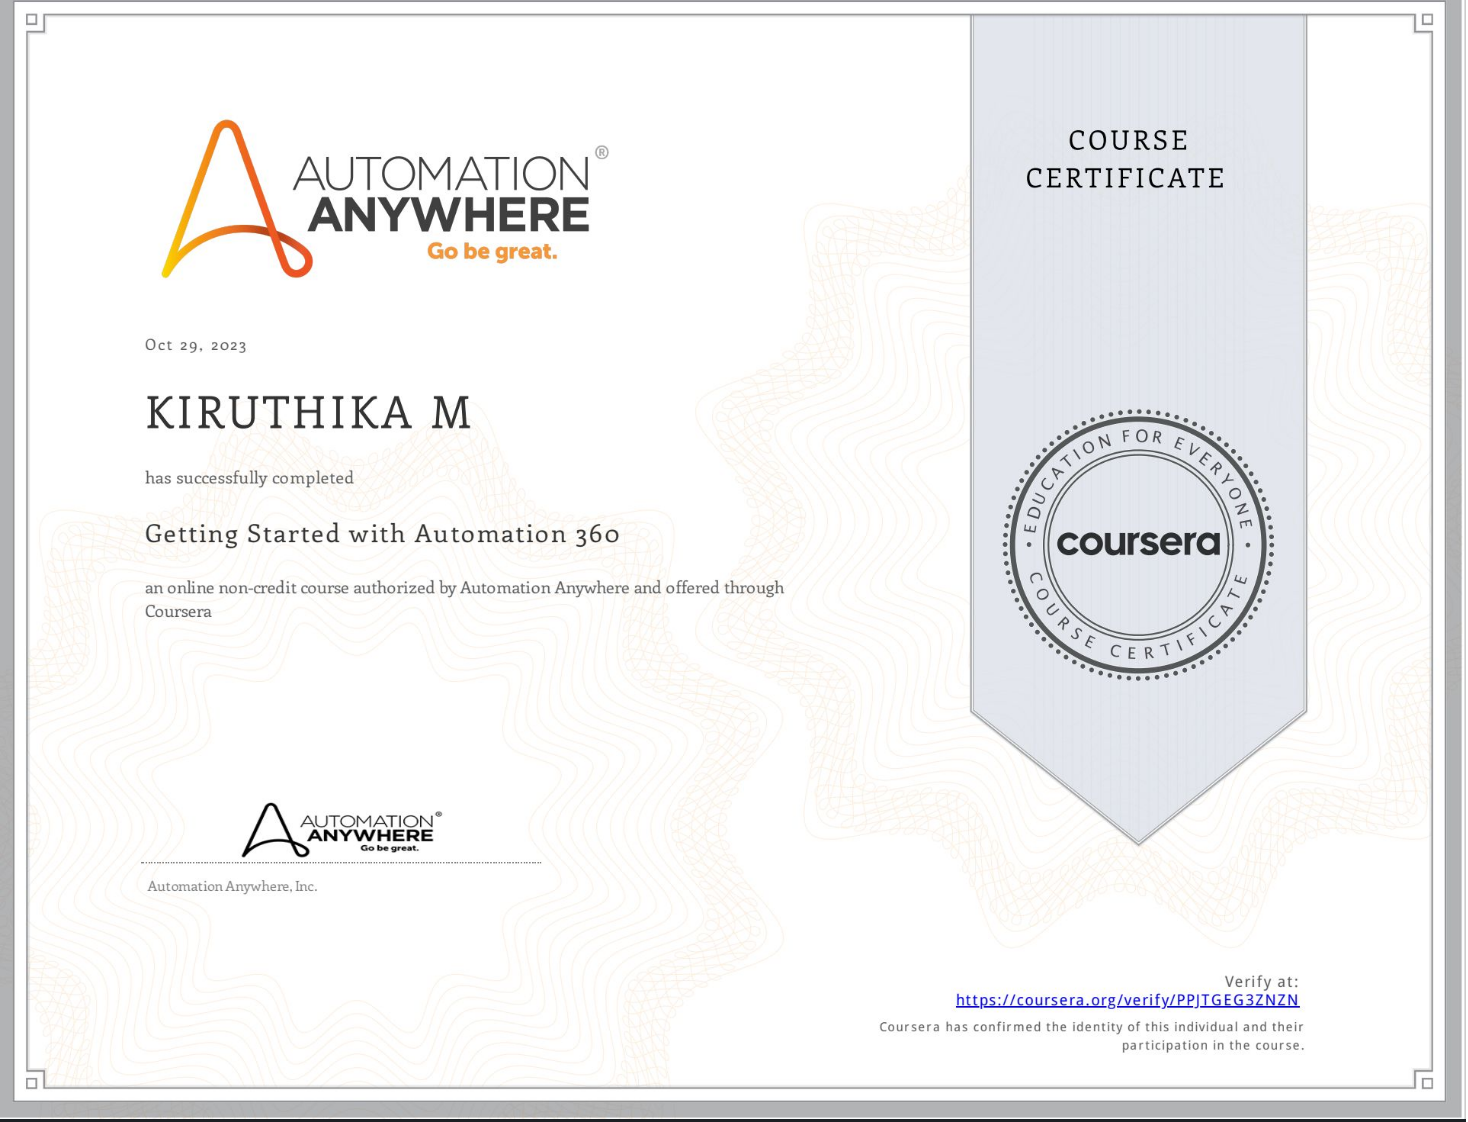 AUTOMATION®
ANYWHERE
Go be great.
COURSE
CERTIFICATE
Oct 29, 2023
KIRUTHIKA M
has successfully completed
Getting Started with Automation 360
an online non-credit course authorized by Automation Anywhere and offered through
Coursera
• EDUCATION FOR EVERYONE •
coursera
COURSE CERTIFICATE
AUTOMATION®
ANYWHERE
Go be great.
Automation Anywhere, Inc.
Verify at:
https://coursera.org/verify/PPJTGEG3ZNZN
Coursera has confirmed the identity of this individual and their
participation in the course.